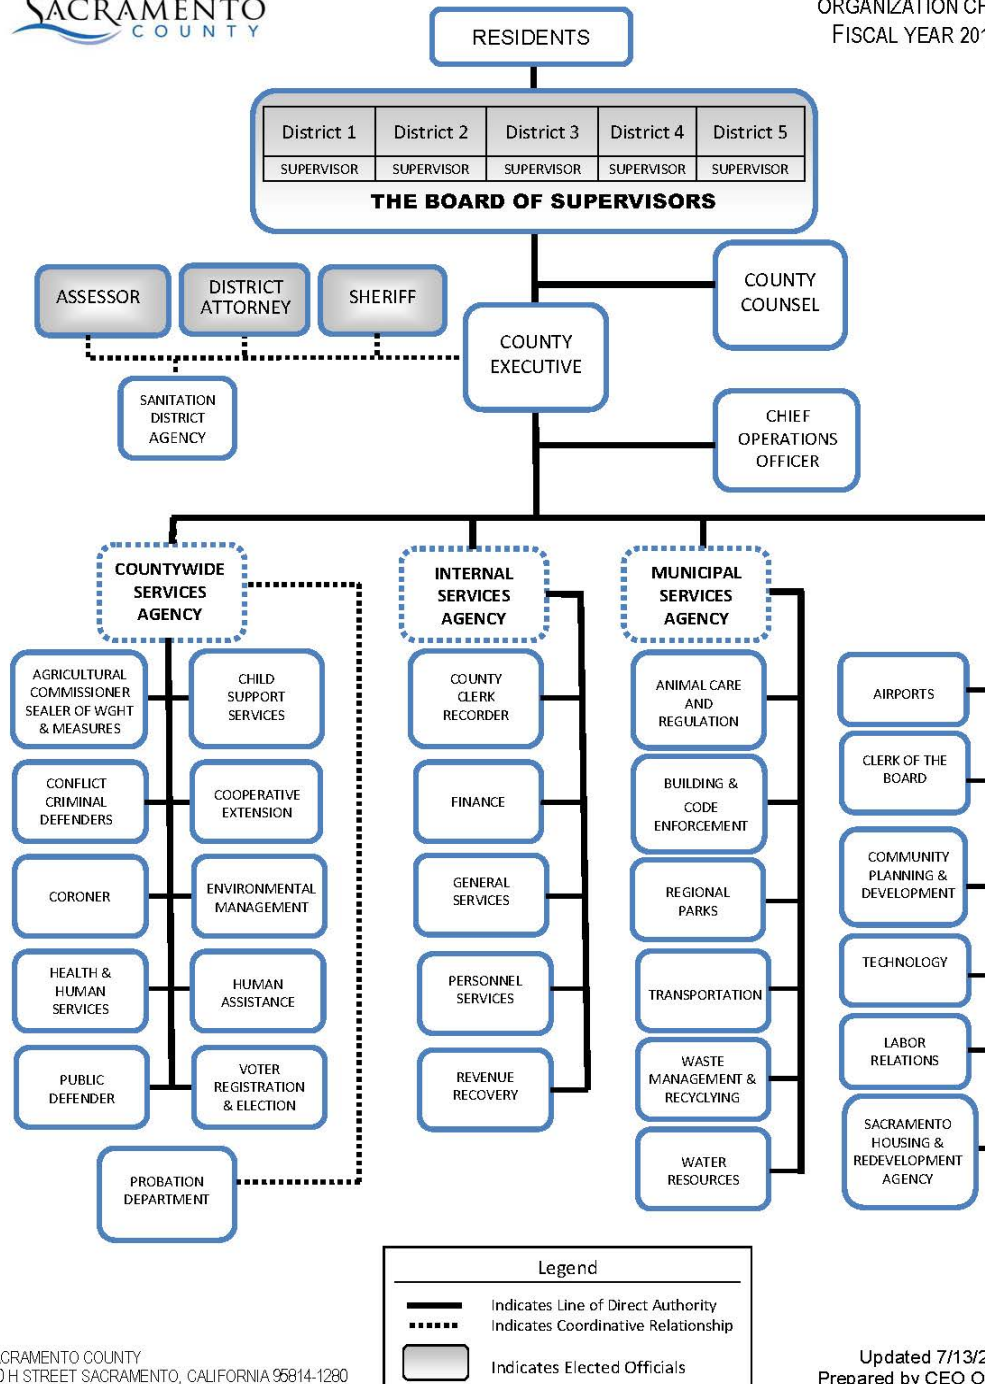 SACRAMENTO
COUNTY
ORGANIZATION
FISCAL YEAR
RESIDENTS
District 1 District 2 District 3 District 4 District 5
SUPERVISOR SUPERVISOR SUPERVISOR SUPERVISOR SUPERVISOR
THE BOARD OF SUPERVISORS
ASSESSOR
DISTRICT
ATTORNEY
SHERIFF
COUNTY
COUNSEL
COUNTY
EXECUTIVE
SANITATION
DISTRICT
AGENCY
CHIEF
OPERATIONS
OFFICER
COUNTYWIDE
SERVICES
AGENCY
INTERNAL
SERVICES
AGENCY
MUNICIPAL
SERVICES
AGENCY
AGRICULTURAL
COMMISSIONER
SEALER OF WGHT
& MEASURES
CHILD
SUPPORT
SERVICES
CONFLICT
CRIMINAL
DEFENDERS
COOPERATIVE
EXTENSION
CORONER
ENVIRONMENTAL
MANAGEMENT
HEALTH &
HUMAN
SERVICES
HUMAN
ASSISTANCE
PUBLIC
DEFENDER
VOTER
REGISTRATION
& ELECTION
PROBATION
DEPARTMENT
COUNTY
CLERK
RECORDER
FINANCE
GENERAL
SERVICES
PERSONNEL
SERVICES
REVENUE
RECOVERY
ANIMAL CARE
AND
REGULATION
BUILDING &
CODE
ENFORCEMENT
REGIONAL
PARKS
TRANSPORTATION
WASTE
MANAGEMENT &
RECYCLYING
WATER
RESOURCES
AIRPORTS
CLERK OF THE
BOARD
COMMUNITY
PLANNING &
DEVELOPMENT
TECHNOLOGY
LABOR
RELATIONS
SACRAMENTO
HOUSING &
REDEVELOPMENT
AGENCY
Legend
Indicates Line of Direct Authority
Indicates Coordinative Relationship
Indicates Elected Officials
CRAMENTO COUNTY
0 H STREET SACRAMENTO, CALIFORNIA 95814-1280
Updated 7/13/2
Prepared by CEO O